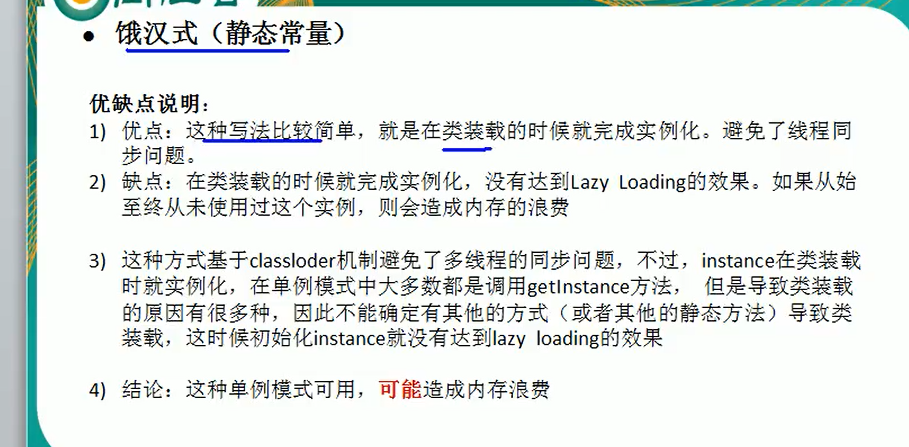 ● 饿汉式（静态常量）
优缺点说明：
1) 优点：这种写法比较简单，就是在类装载的时候就完成实例化。避免了线程同
步问题。
2) 缺点：在类装载的时候就完成实例化，没有达到Lazy Loading的效果。如果从始
至终从未使用过这个实例，则会造成内存的浪费
3) 这种方式基于classloder机制避免了多线程的同步问题，不过，instance在类装载
时就实例化，在单例模式中大多数都是调用getInstance方法， 但是导致类装载
的原因有很多种，因此不能确定有其他的方式（或者其他的静态方法）导致类
装载，这时候初始化instance就没有达到lazy loading的效果
4) 结论：这种单例模式可用，可能造成内存浪费